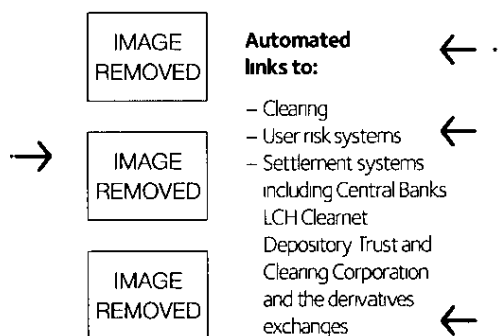 IMAGE
REMOVED
IMAGE
REMOVED
IMAGE
REMOVED
Automated
links to:
– Clearing
– User risk systems
– Settlement systems
including Central Banks
LCH Clearnet
Depository Trust and
Clearing Corporation
and the derivatives
exchanges